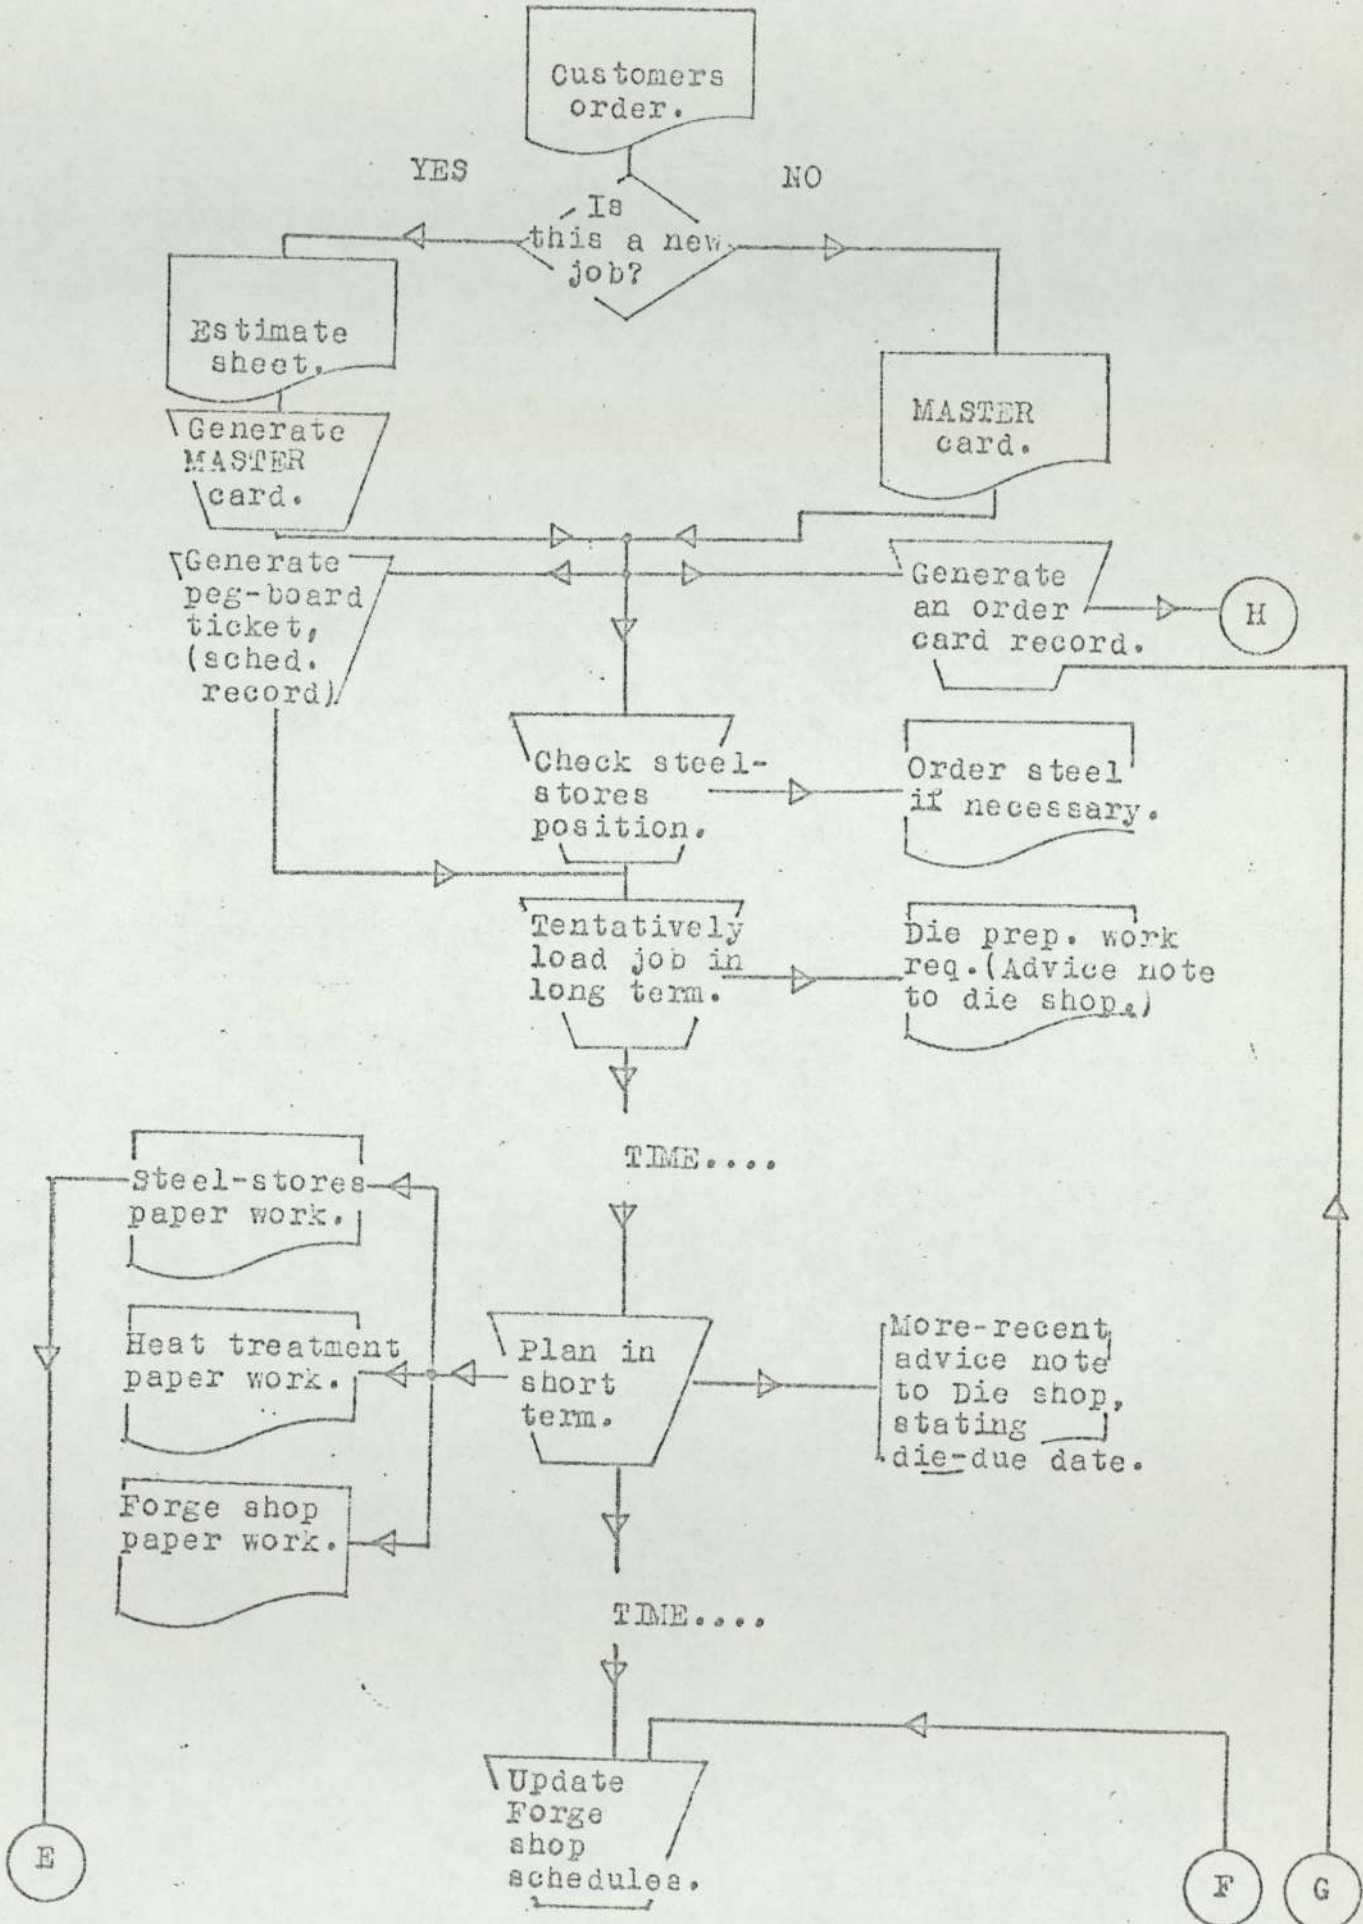 Customers
order.
YES
NO
Is
this a new
job?
Estimate
sheet.
MASTER
card.
Generate
MASTER
card.
Generate
peg-board
ticket,
(sched.
record)
Generate
an order
card record.
H
Check steel-
stores
position.
Order steel
if necessary.
Tentatively
load job in
long term.
Die prep. work
req.(Advice note
to die shop.)
TIME....
Steel-stores
paper work.
Heat treatment
paper work.
Plan in
short
term.
More-recent
advice note
to Die shop,
stating
die-due date.
Forge shop
paper work.
TIME....
Update
Forge
shop
schedules.
E
F
G